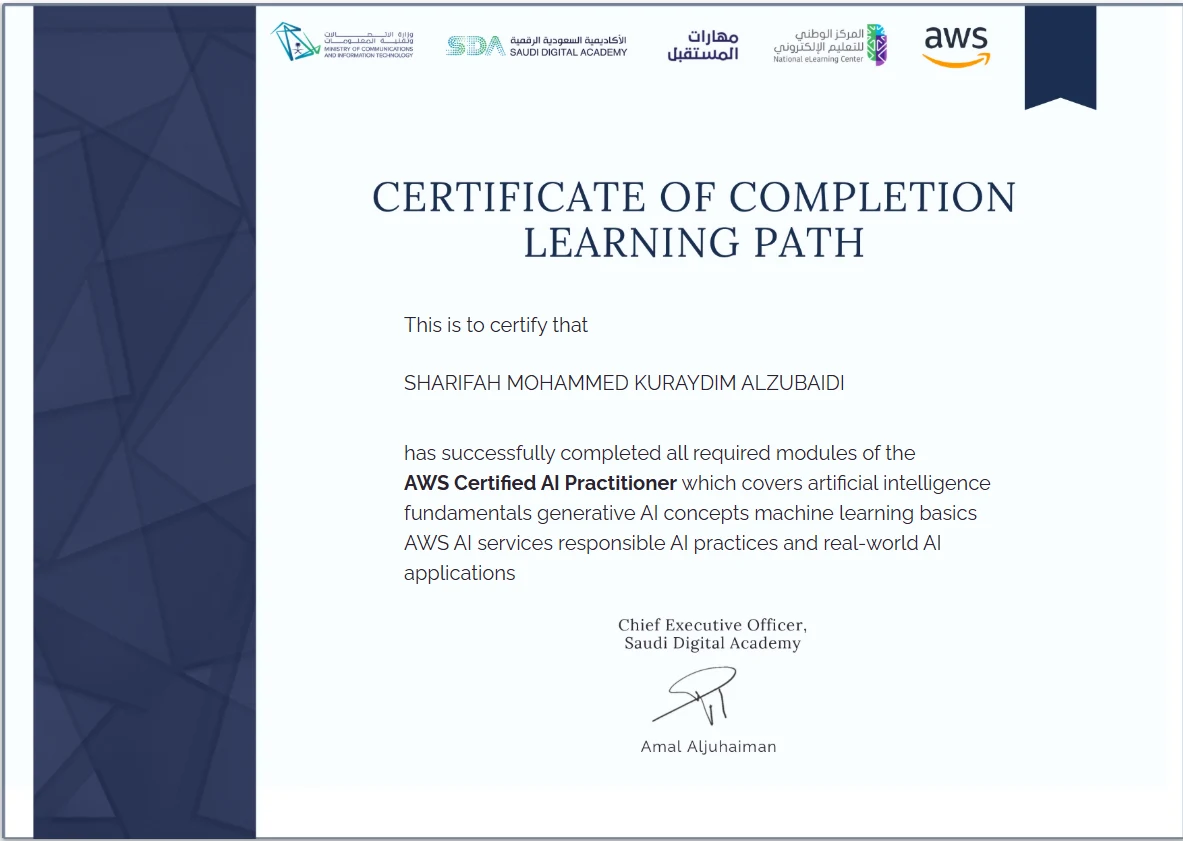 وزارة الاتصالات
وتقنية المعلومات
MINISTRY OF COMMUNICATIONS
AND INFORMATION TECHNOLOGY
SDA
الأكاديمية السعودية الرقمية
SAUDI DIGITAL ACADEMY
مهارات
المستقبل
المركز الوطني
للتعليم الإلكتروني
National eLearning Center
aws
CERTIFICATE OF COMPLETION
LEARNING PATH
This is to certify that
SHARIFAH MOHAMMED KURAYDIM ALZUBAIDI
has successfully completed all required modules of the
AWS Certified AI Practitioner which covers artificial intelligence
fundamentals generative AI concepts machine learning basics
AWS AI services responsible AI practices and real-world AI
applications
Chief Executive Officer,
Saudi Digital Academy
Amal Aljuhaiman